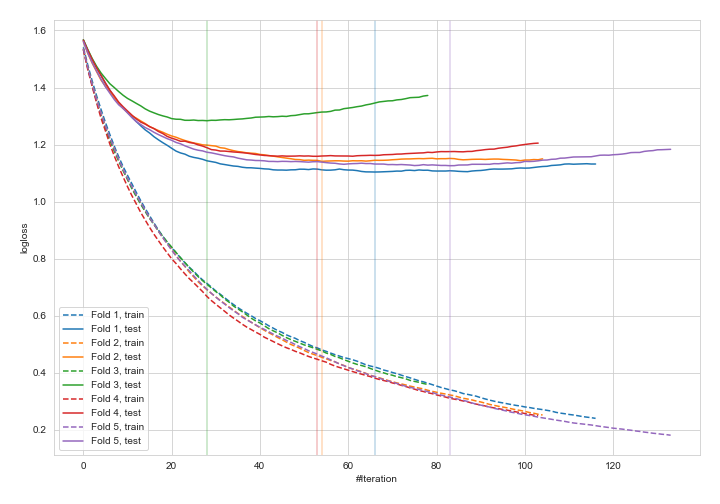 1.6
1.4
1.2
1.0
0.8
0.6
0.4
0.2
logloss
Fold 1, train
Fold 1, test
Fold 2, train
Fold 2, test
Fold 3, train
Fold 3, test
Fold 4, train
Fold 4, test
Fold 5, train
Fold 5, test
0 20 40 60 80 100 120
#Iteration